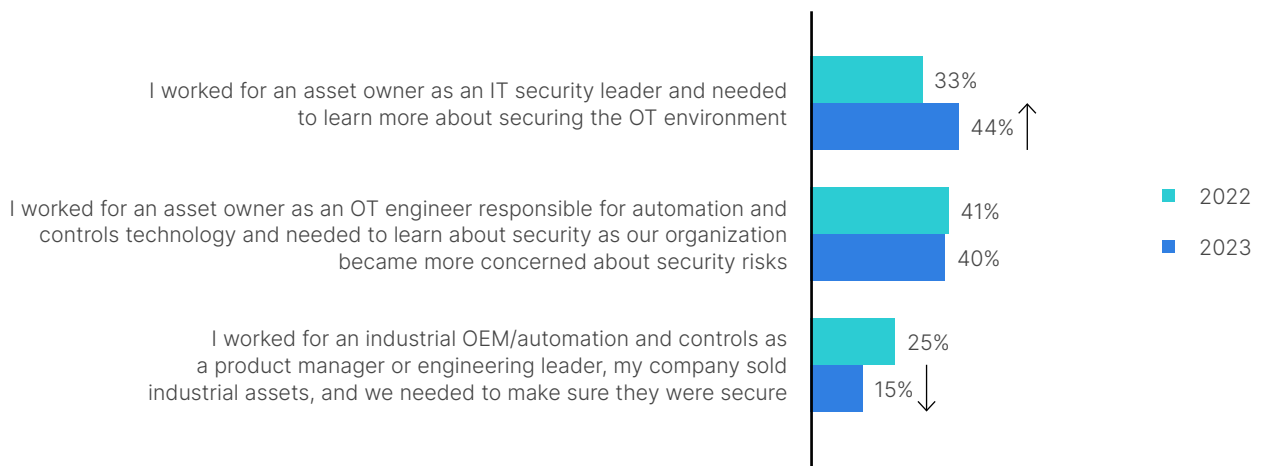 I worked for an asset owner as an IT security leader and needed
to learn more about securing the OT environment
33%
44%
I worked for an asset owner as an OT engineer responsible for automation and
controls technology and needed to learn about security as our organization
became more concerned about security risks
41%
40%
I worked for an industrial OEM/automation and controls as
a product manager or engineering leader, my company sold
industrial assets, and we needed to make sure they were secure
25%
15%
2022
2023